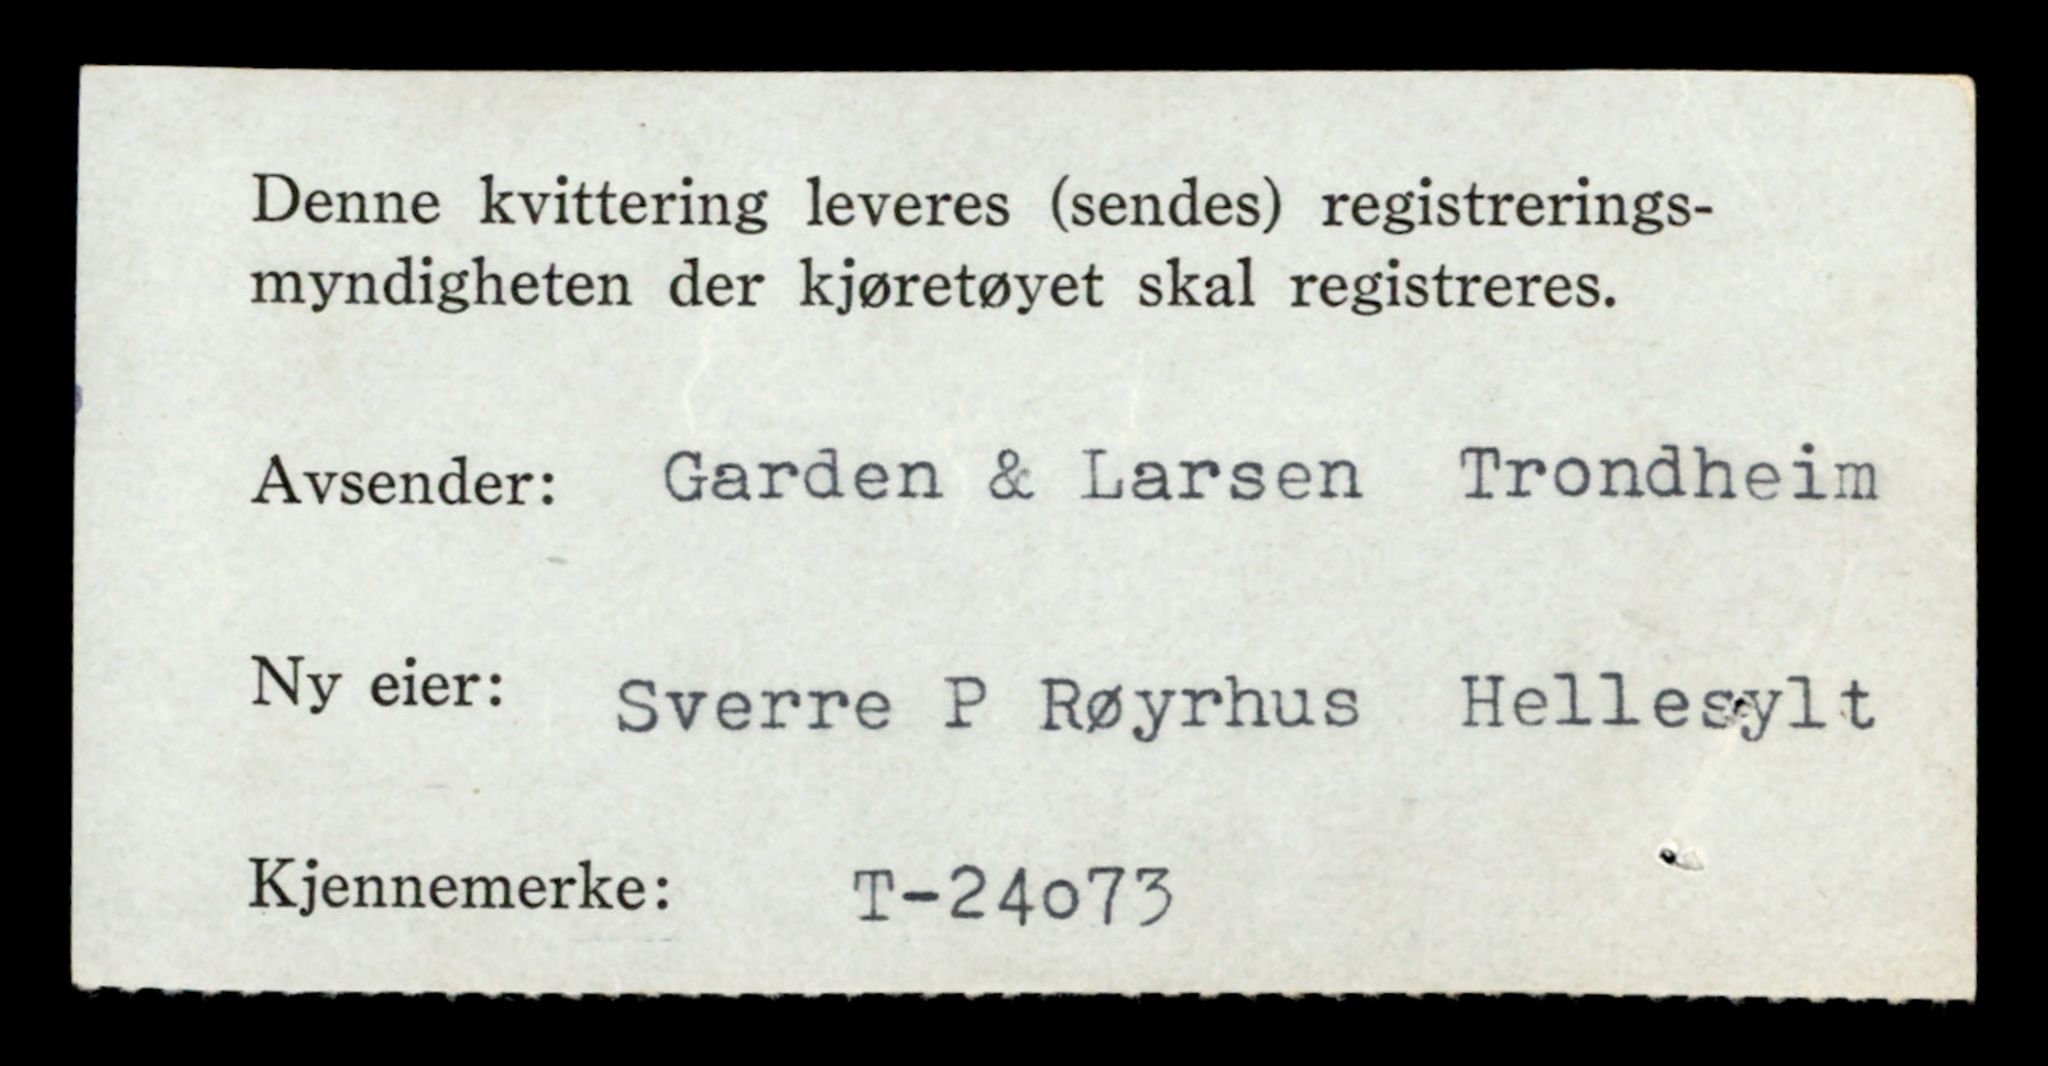 Denne kvittering leveres (sendes) registrerings-
myndigheten der kjøretøyet skal registreres.
Avsender: Garden & Larsen Trondheim
Ny eier: Sverre P Røyrhus Hellesylt
Kjennemerke: T-24o73